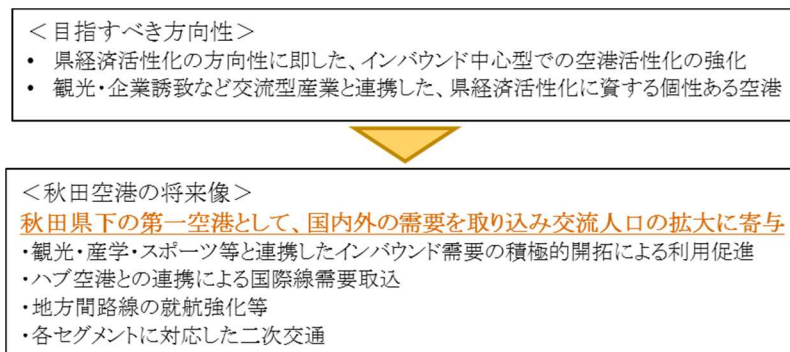 ＜目指すべき方向性＞
• 県経済活性化の方向性に即した、インバウンド中心型での空港活性化の強化
• 観光・企業誘致など交流型産業と連携した、県経済活性化に資する個性ある空港
＜秋田空港の将来像＞
秋田県下の第一空港として、国内外の需要を取り込み交流人口の拡大に寄与
・観光・産学・スポーツ等と連携したインバウンド需要の積極的開拓による利用促進
・ハブ空港との連携による国際線需要取込
・地方間路線の就航強化等
・各セグメントに対応した二次交通